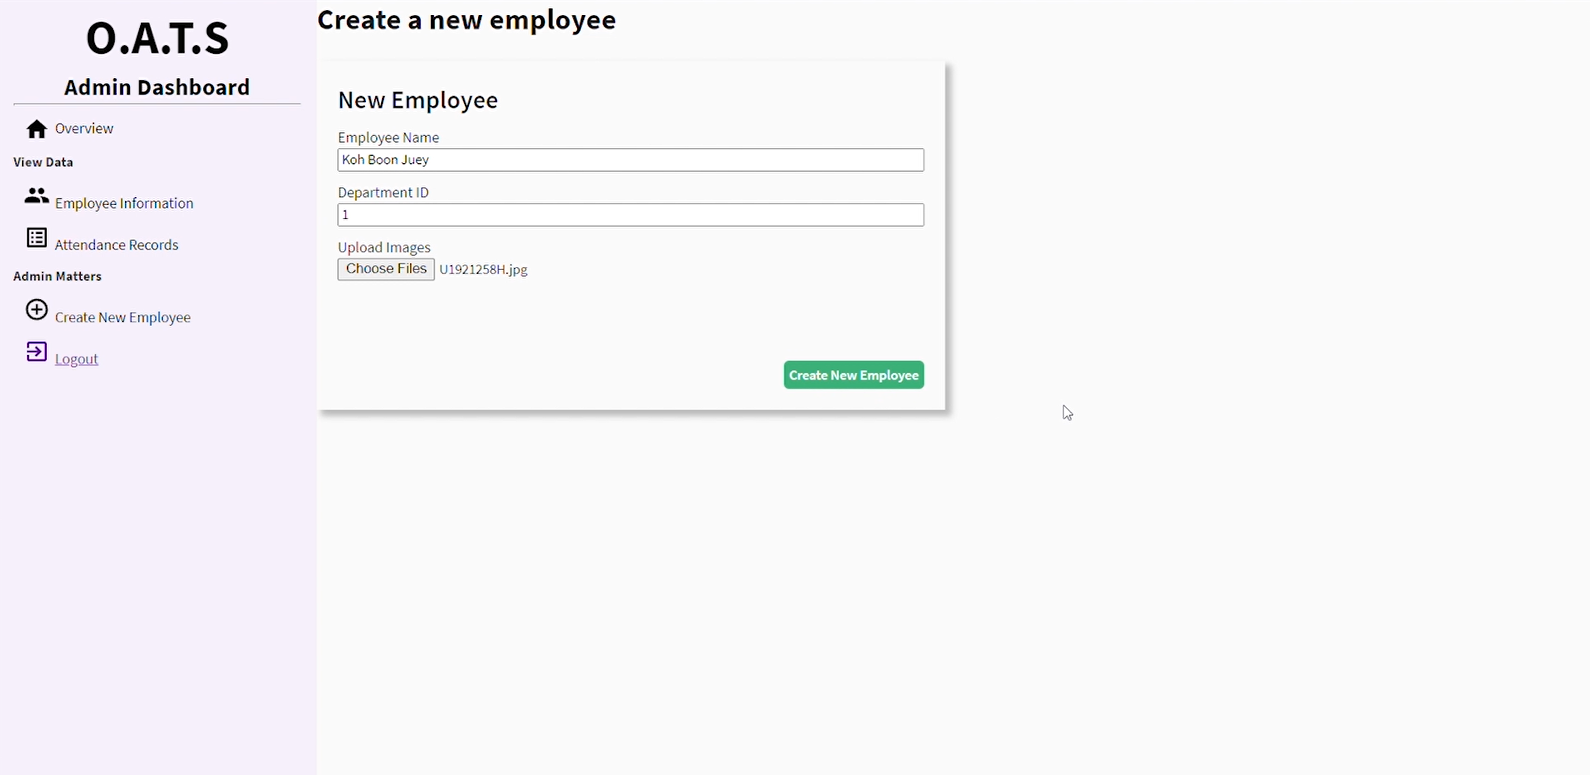 O.A.T.S
Admin Dashboard
Overview
View Data
Employee Information
Attendance Records
Admin Matters
Create New Employee
Logout
Create a new employee
New Employee
Employee Name
Koh Boon Juey
Department ID
1
Upload Images
Choose Files U1921258H.jpg
Create New Employee